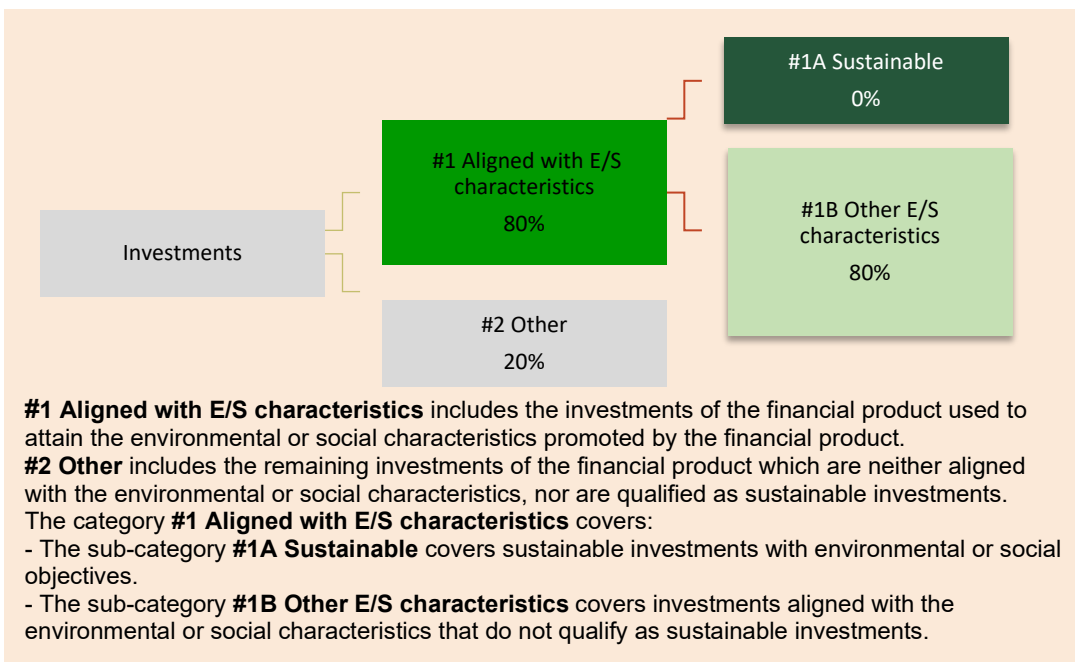 #1A Sustainable
0%
#1 Aligned with E/S
characteristics
80%
#1B Other E/S
characteristics
80%
Investments
#2 Other
20%
#1 Aligned with E/S characteristics includes the investments of the financial product used to
attain the environmental or social characteristics promoted by the financial product.
#2 Other includes the remaining investments of the financial product which are neither aligned
with the environmental or social characteristics, nor are qualified as sustainable investments.
The category #1 Aligned with E/S characteristics covers:
- The sub-category #1A Sustainable covers sustainable investments with environmental or social
objectives.
- The sub-category #1B Other E/S characteristics covers investments aligned with the
environmental or social characteristics that do not qualify as sustainable investments.